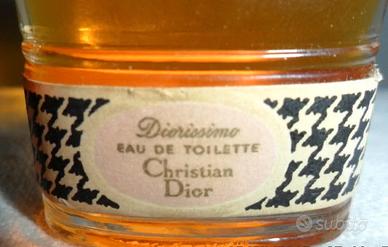 Diorissimo
EAU DE TOILETTE
Christian
Dior
subito